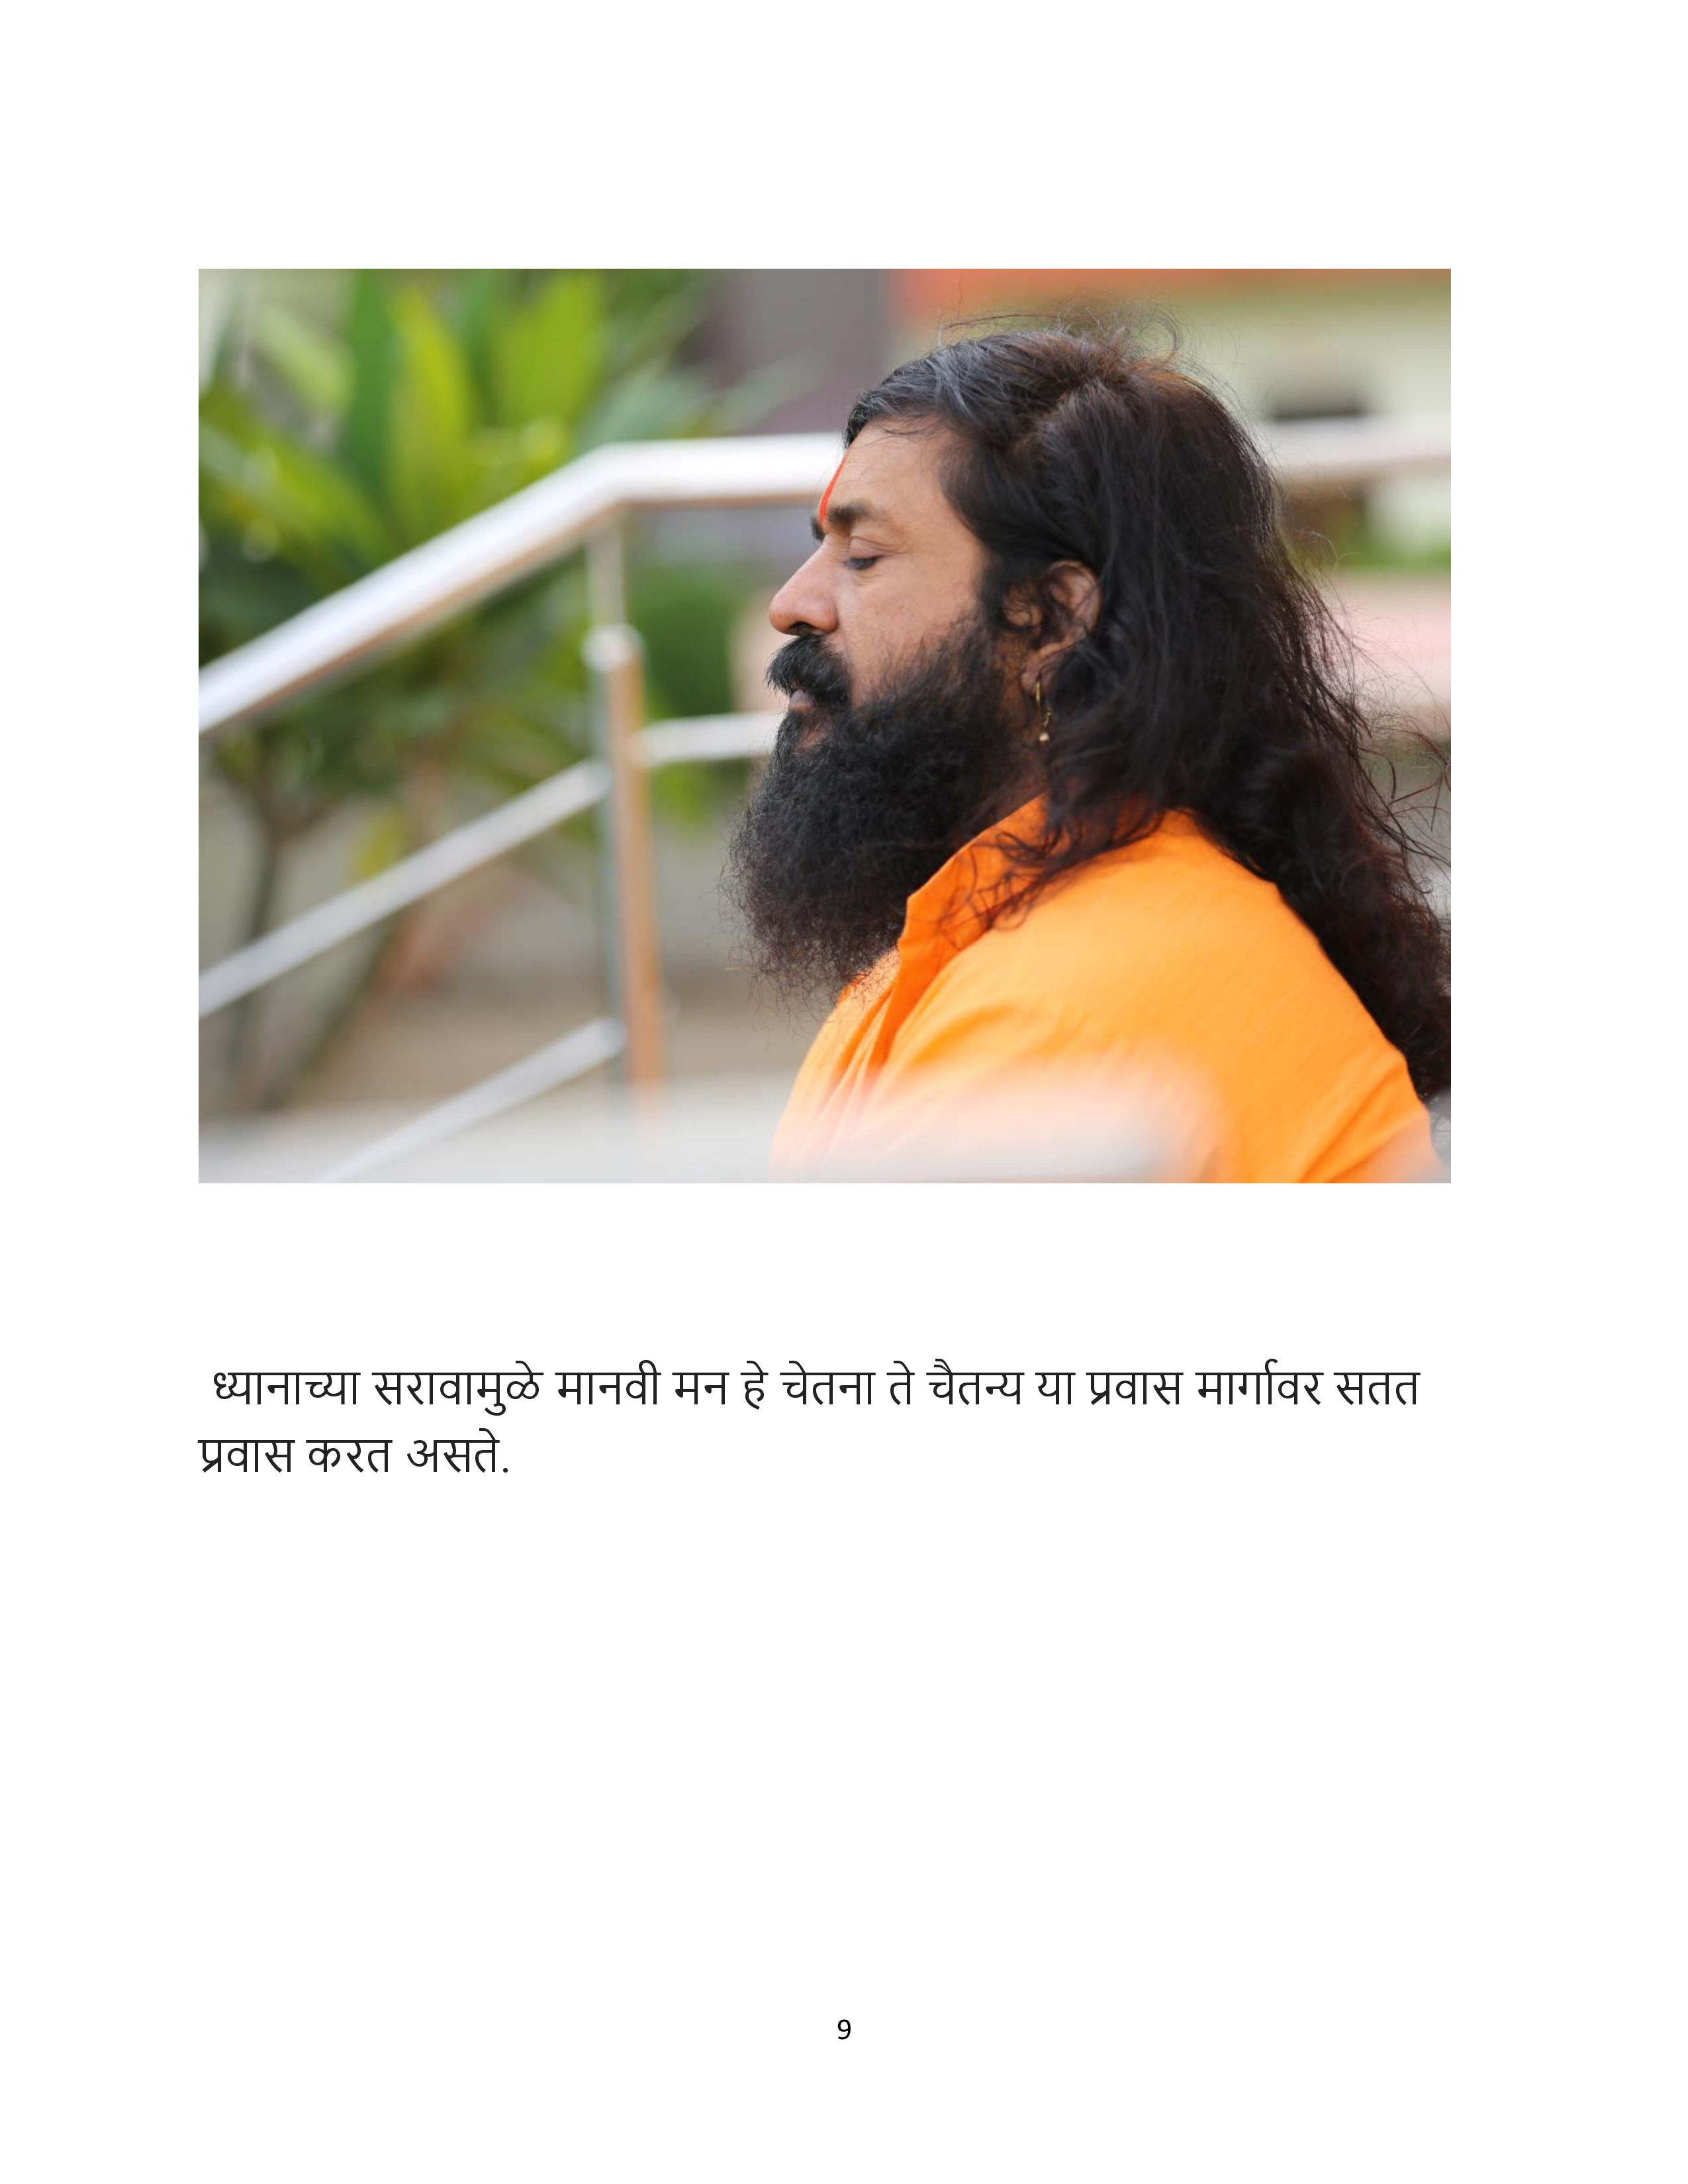 ध्यानाच्या सरावामुळे मानवी मन हे चेतना ते चैतन्य या प्रवास मार्गावर सतत
प्रवास करत असते.
9